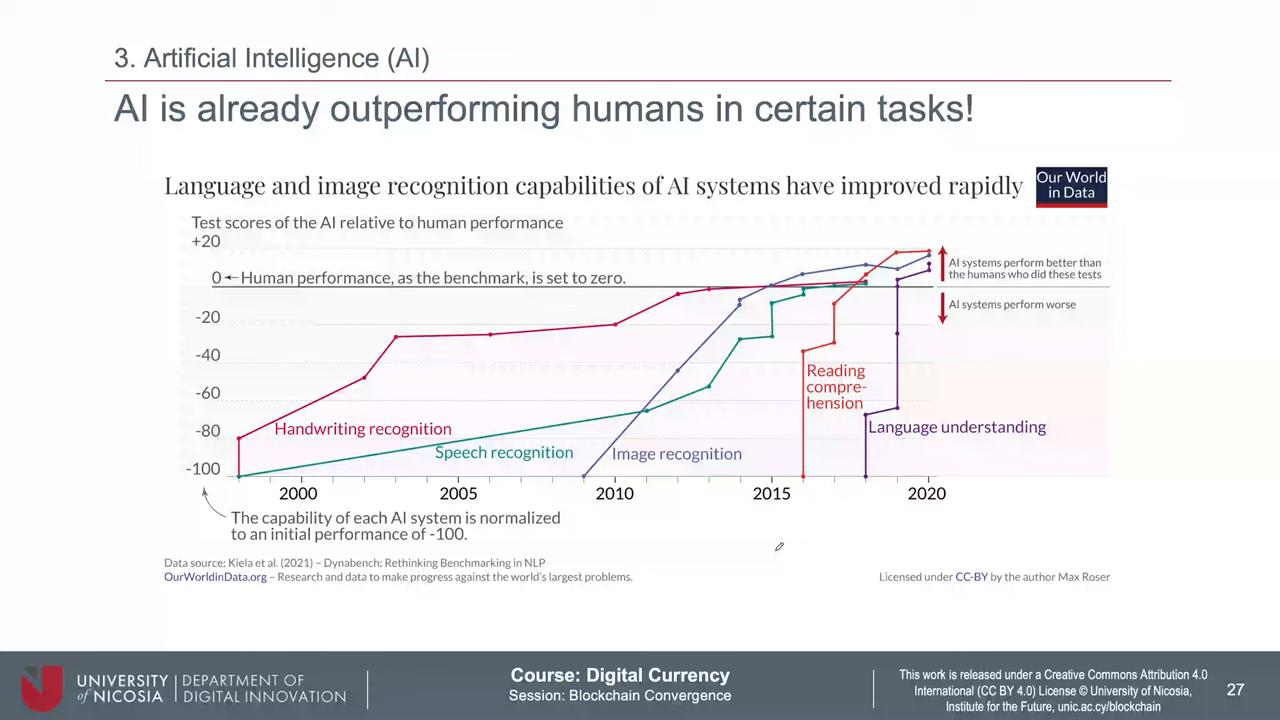 3. Artificial Intelligence (AI)
AI is already outperforming humans in certain tasks!
Language and image recognition capabilities of AI systems have improved rapidly
Our World
in Data
Test scores of the AI relative to human performance
+20
0 ← Human performance, as the benchmark, is set to zero.
-20
-40
-60
-80
-100
AI systems perform better than
the humans who did these tests
AI systems perform worse
Handwriting recognition
Speech recognition
Image recognition
Reading
compre-
hension
Language understanding
2000
2005
2010
2015
2020
The capability of each AI system is normalized
to an initial performance of -100.
Data source: Kiela et al. (2021) – Dynabench: Rethinking Benchmarking in NLP
OurWorldinData.org – Research and data to make progress against the world's largest problems.
Licensed under CC-BY by the author Max Roser
UNIVERSITY
of NICOSIA
DEPARTMENT OF
DIGITAL INNOVATION
Course: Digital Currency
Session: Blockchain Convergence
This work is released under a Creative Commons Attribution 4.0
International (CC BY 4.0) License © University of Nicosia,
Institute for the Future, unic.ac.cy/blockchain
27